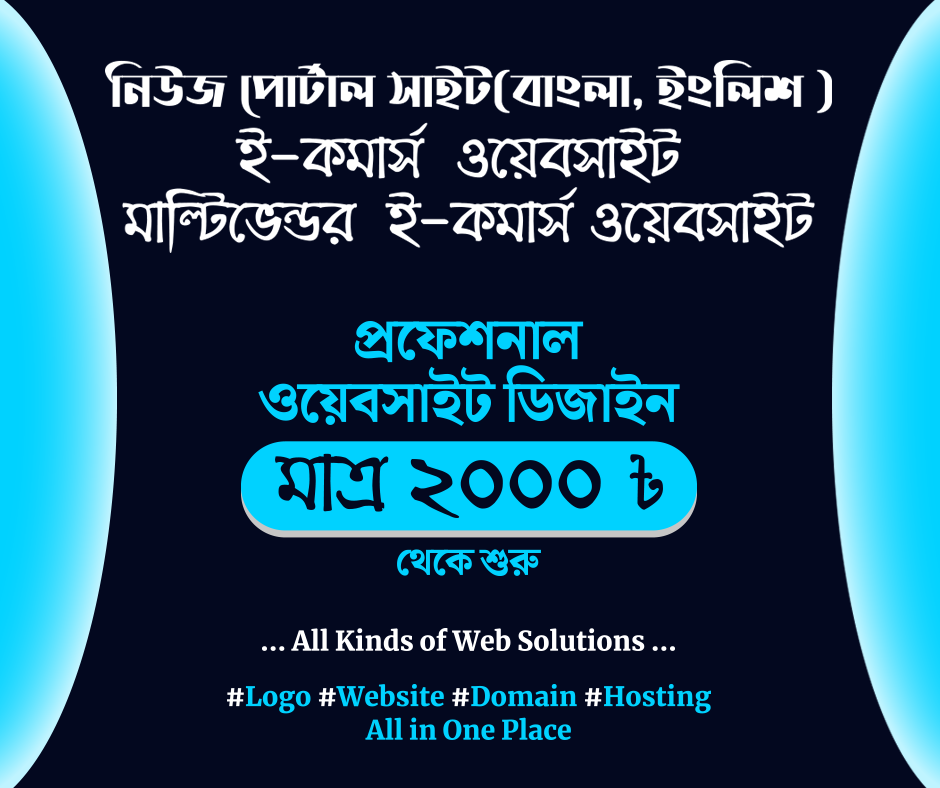 নিউজ পোর্টাল সাইট(বাংলা, ইংলিশ )
ই-কমার্স ওয়েবসাইট
মাল্টিভেন্ডর ই-কমার্স ওয়েবসাইট
প্রফেশনাল
ওয়েবসাইট ডিজাইন
মাত্র ২০০০ ৳
থেকে শুরু
... All Kinds of Web Solutions ...
#Logo #Website #Domain #Hosting
All in One Place